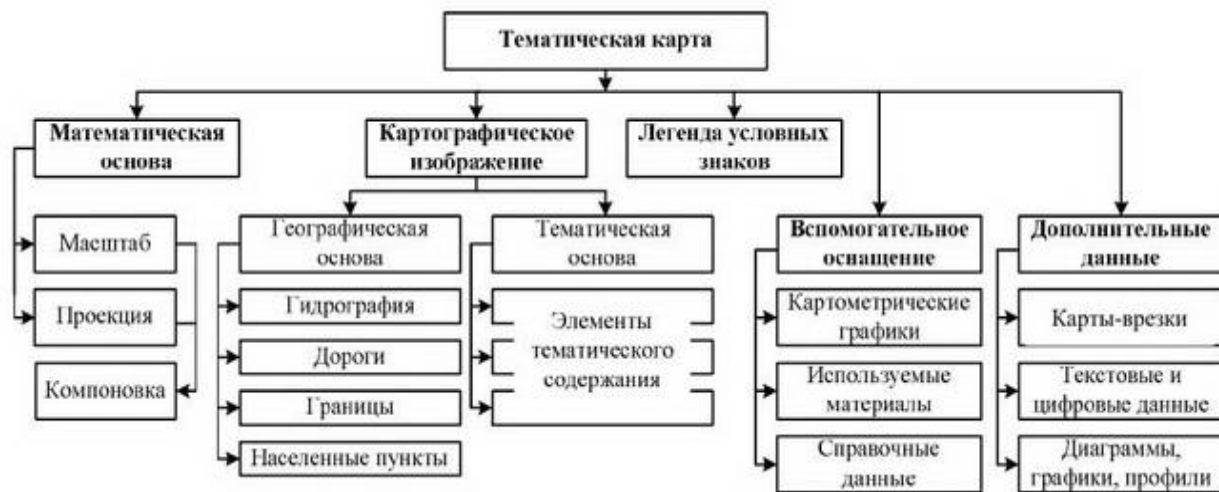 Тематическая карта
Математическая
основа
Картографическое
изображение
Легенда условных
знаков
Масштаб
Проекция
Компоновка
Географическая
основа
Гидрография
Дороги
Границы
Населенные пункты
Тематическая
основа
Элементы
тематического
содержания
Вспомогательное
оснащение
Картометрические
графики
Используемые
материалы
Справочные
данные
Дополнительные
данные
Карты-врезки
Текстовые и
цифровые данные
Диаграммы,
графики, профили